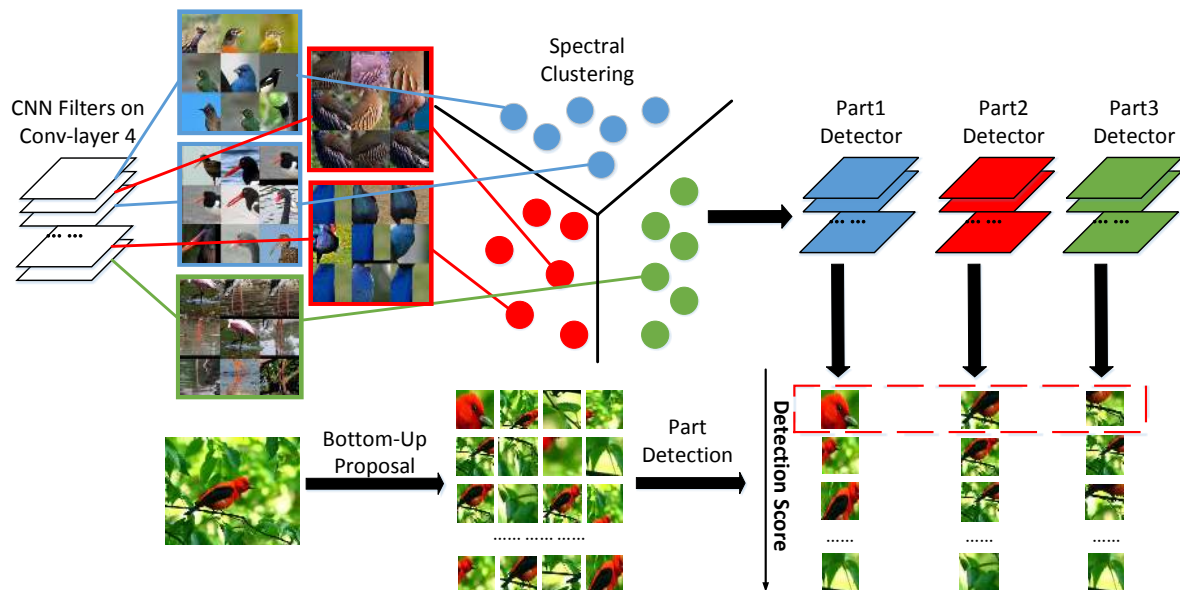 Spectral
Clustering
CNN Filters on
Conv-layer 4
... ...
Part1
Detector
Part2
Detector
Part3
Detector
... ...
... ...
... ...
Bottom-Up
Proposal
Part
Detection
Detection Score
... ... ... ...
......
......
......